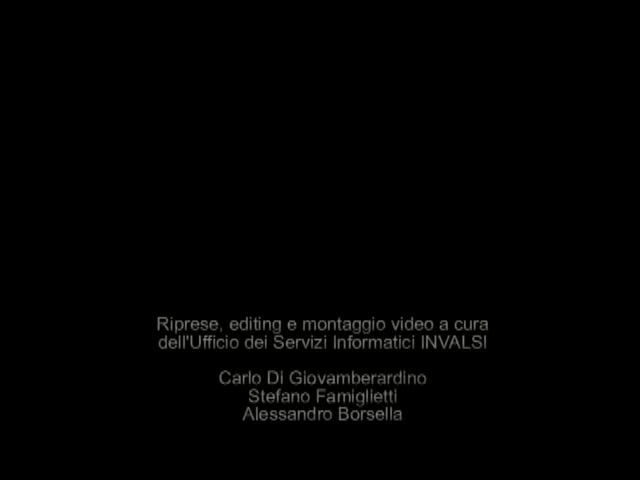 Riprese, editing e montaggio video a cura
dell'Ufficio dei Servizi Informatici INVALSI
Carlo Di Giovamberardino
Stefano Famiglietti
Alessandro Borsella